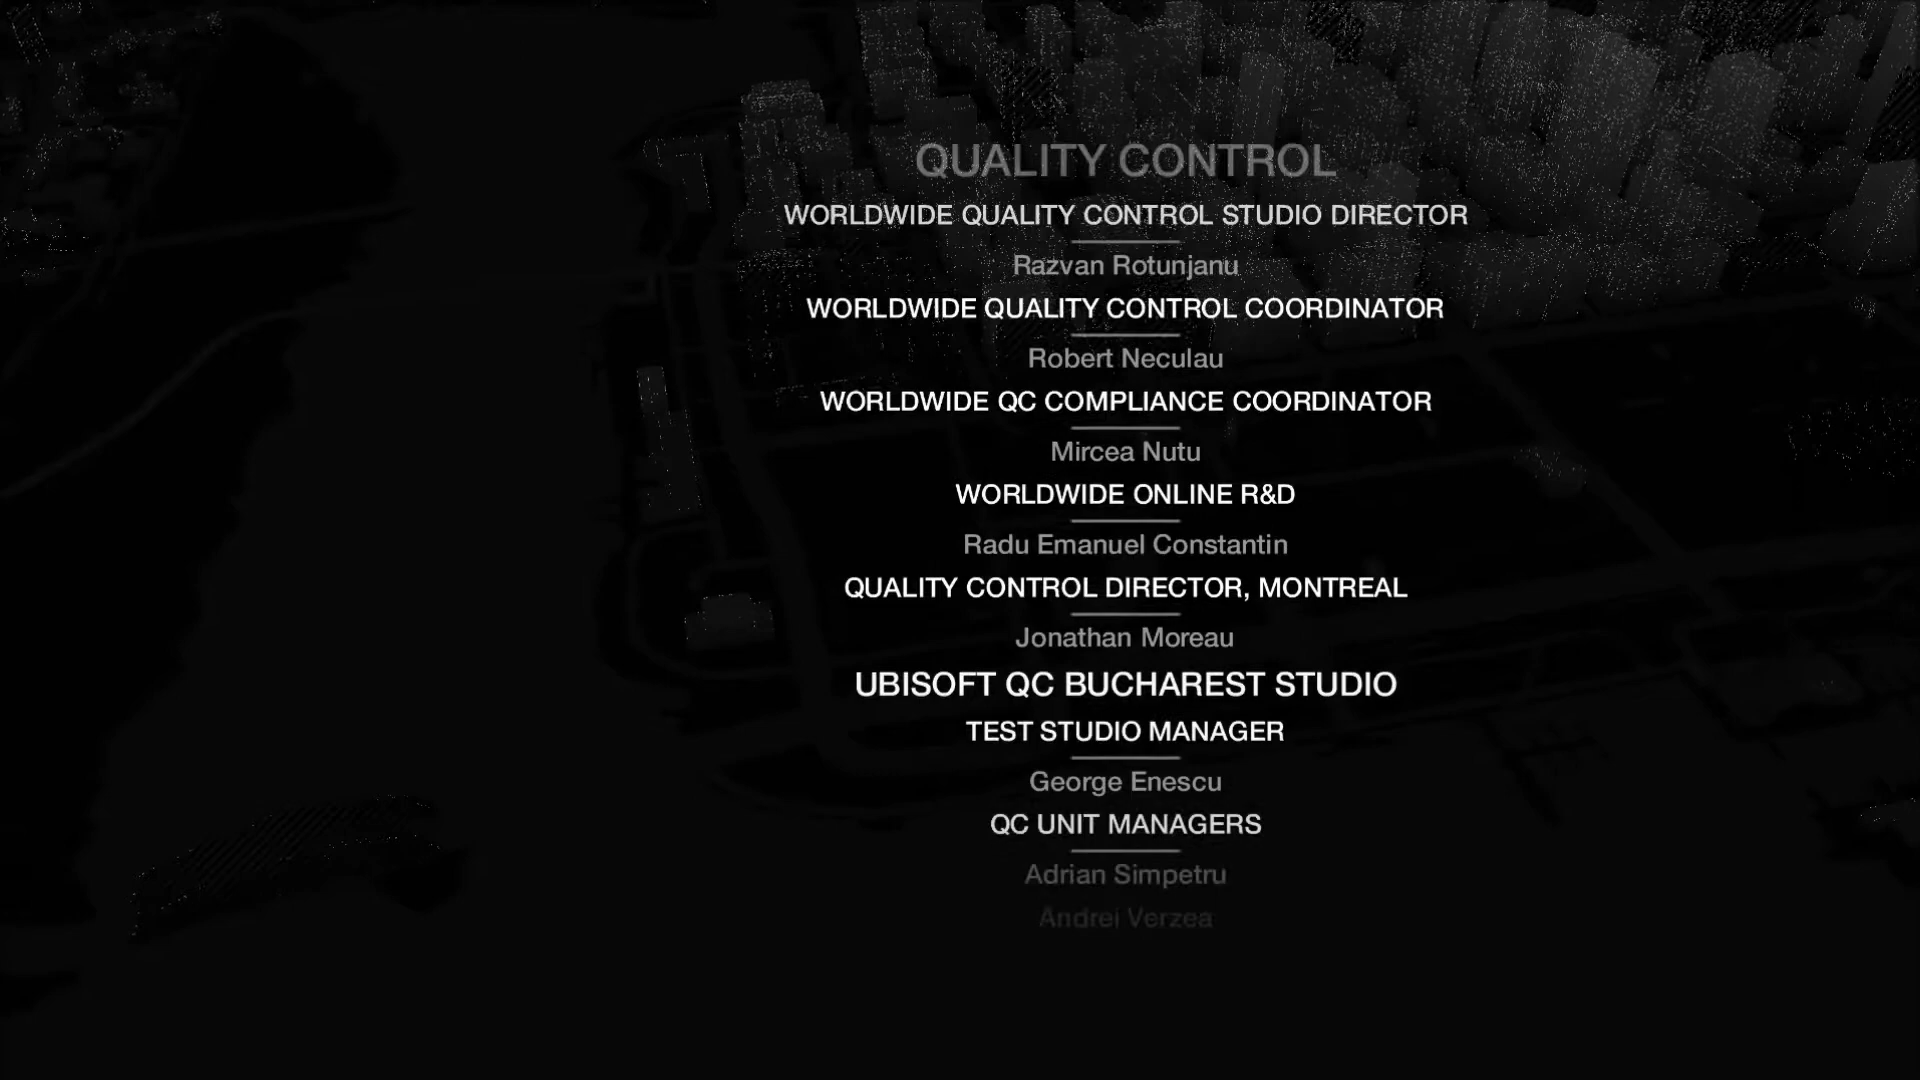 QUALITY CONTROL
WORLDWIDE QUALITY CONTROL STUDIO DIRECTOR
Razvan Rotunjanu
WORLDWIDE QUALITY CONTROL COORDINATOR
Robert Neculau
WORLDWIDE QC COMPLIANCE COORDINATOR
Mircea Nutu
WORLDWIDE ONLINE R&D
Radu Emanuel Constantin
QUALITY CONTROL DIRECTOR, MONTREAL
Jonathan Moreau
UBISOFT QC BUCHAREST STUDIO
TEST STUDIO MANAGER
George Enescu
QC UNIT MANAGERS
Adrian Simpetru
Andrei Verzea